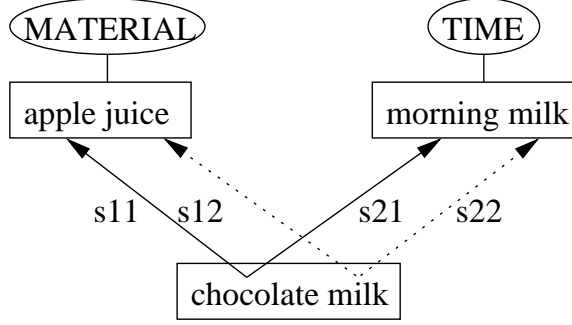 MATERIAL
TIME
apple juice
morning milk
s11
s12
s21
s22
chocolate milk